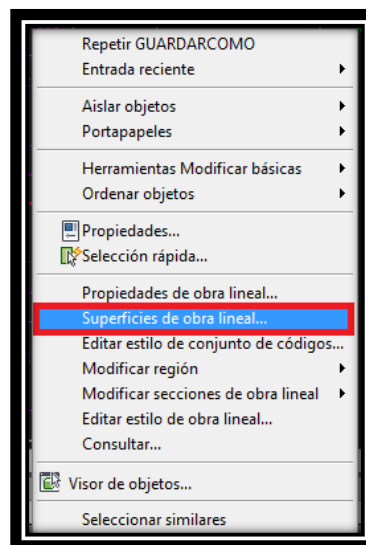 Repetir GUARDARCOMO
Entrada reciente
Aislar objetos
Portapapeles
Herramientas Modificar básicas
Ordenar objetos
Propiedades...
Selección rápida...
Propiedades de obra lineal...
Superficies de obra lineal...
Editar estilo de conjunto de códigos...
Modificar región
Modificar secciones de obra lineal
Editar estilo de obra lineal...
Consultar...
Visor de objetos...
Seleccionar similares